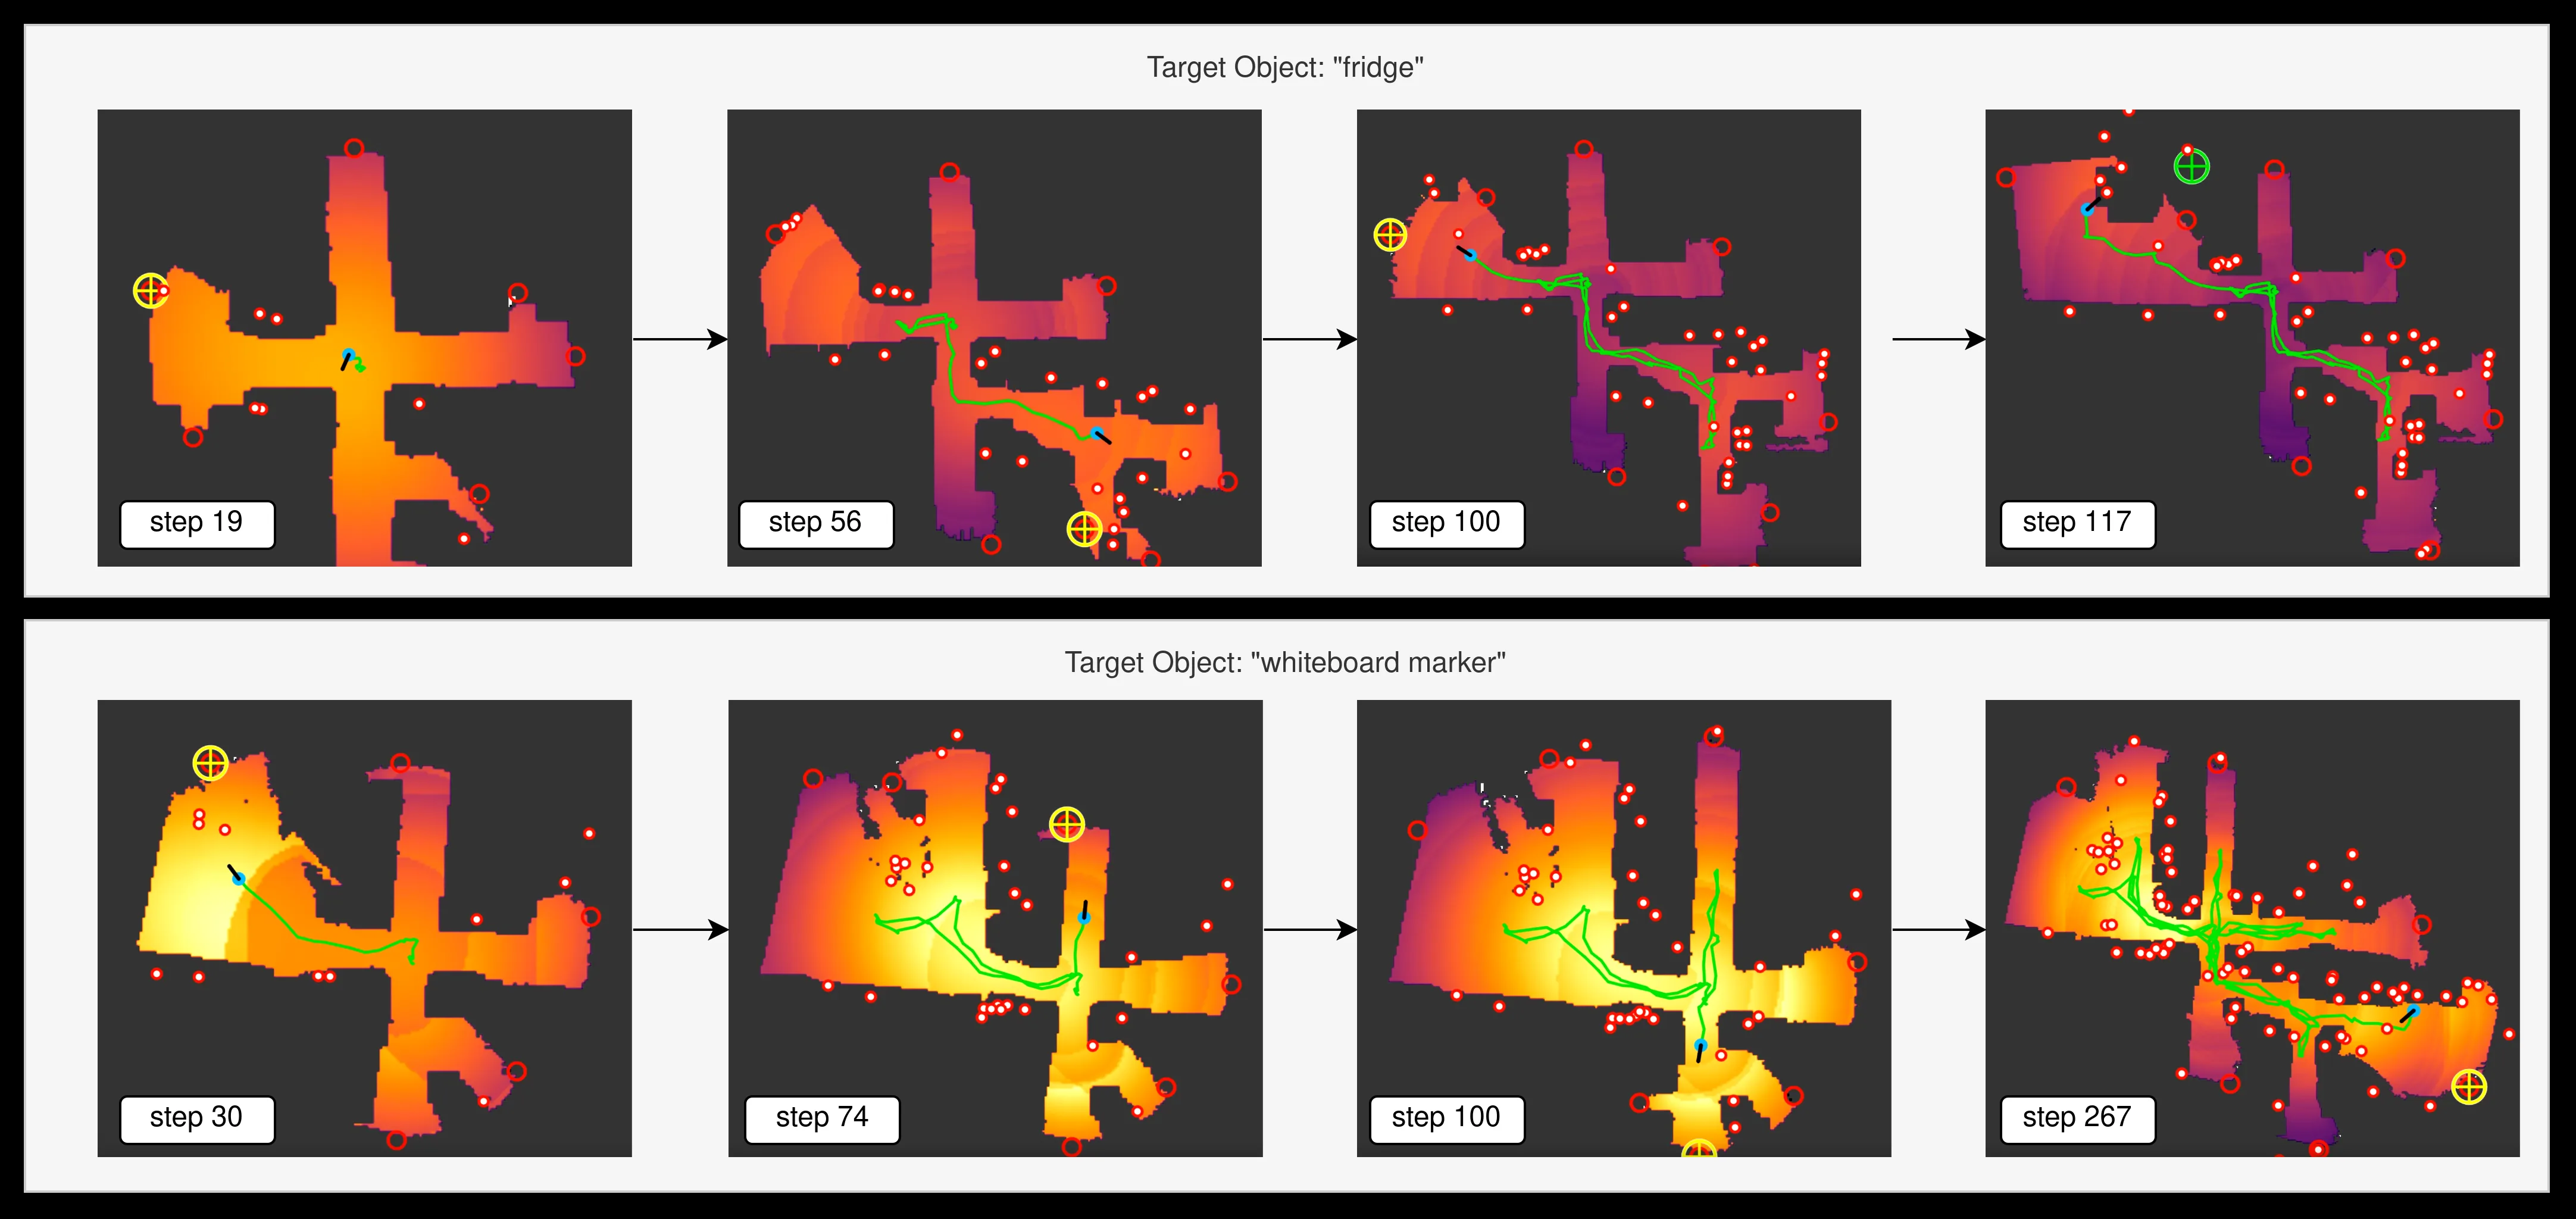 Target Object: "fridge"
step 19
step 56
step 100
step 117
Target Object: "whiteboard marker"
step 30
step 74
step 100
step 267